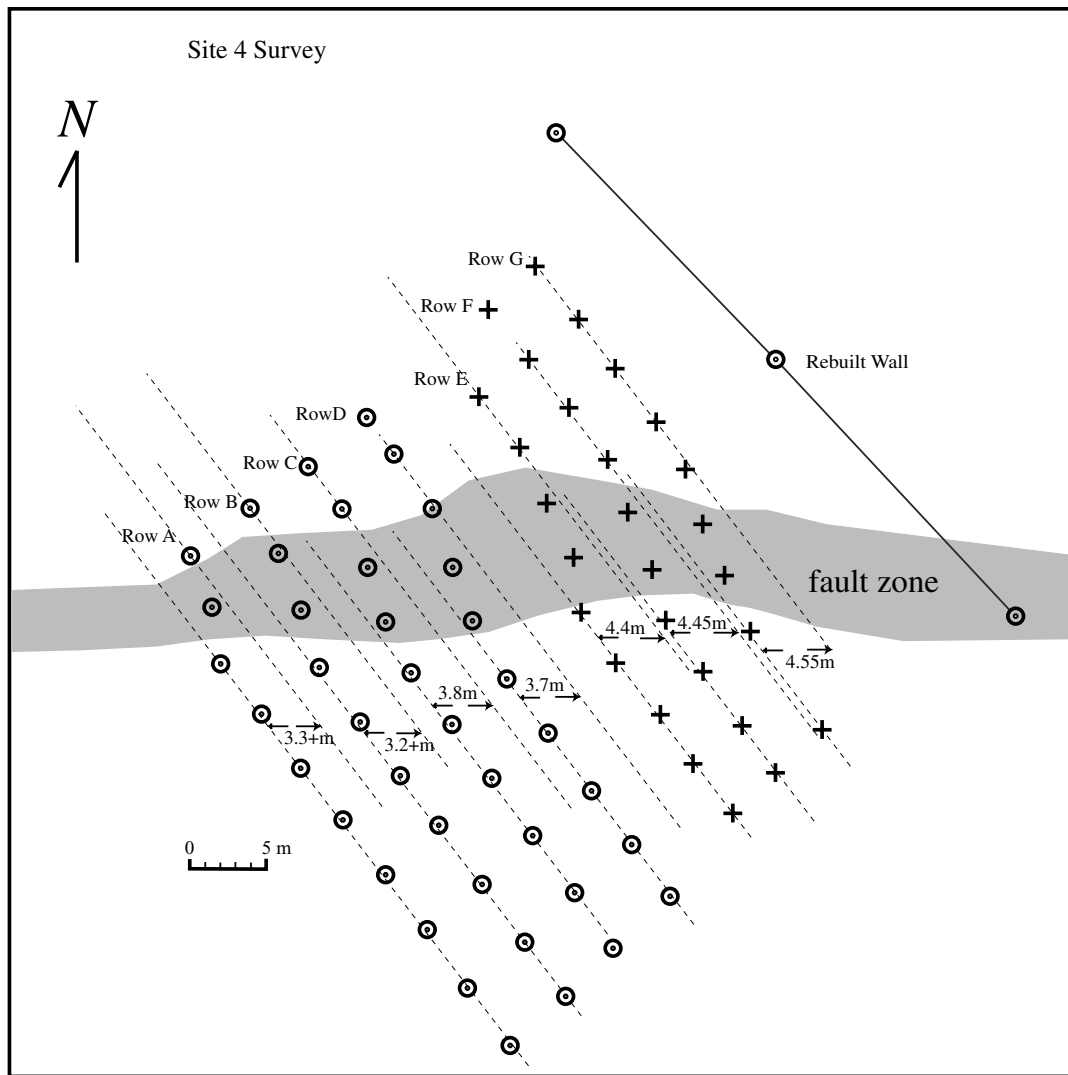 Site 4 Survey
N
Row G
Row F
Rebuilt Wall
Row E
RowD
Row C
Row B
Row A
fault zone
4.4m
4.45m
4.55m
3.8m
3.7m
3.3+m
3.2+m
0 5 m